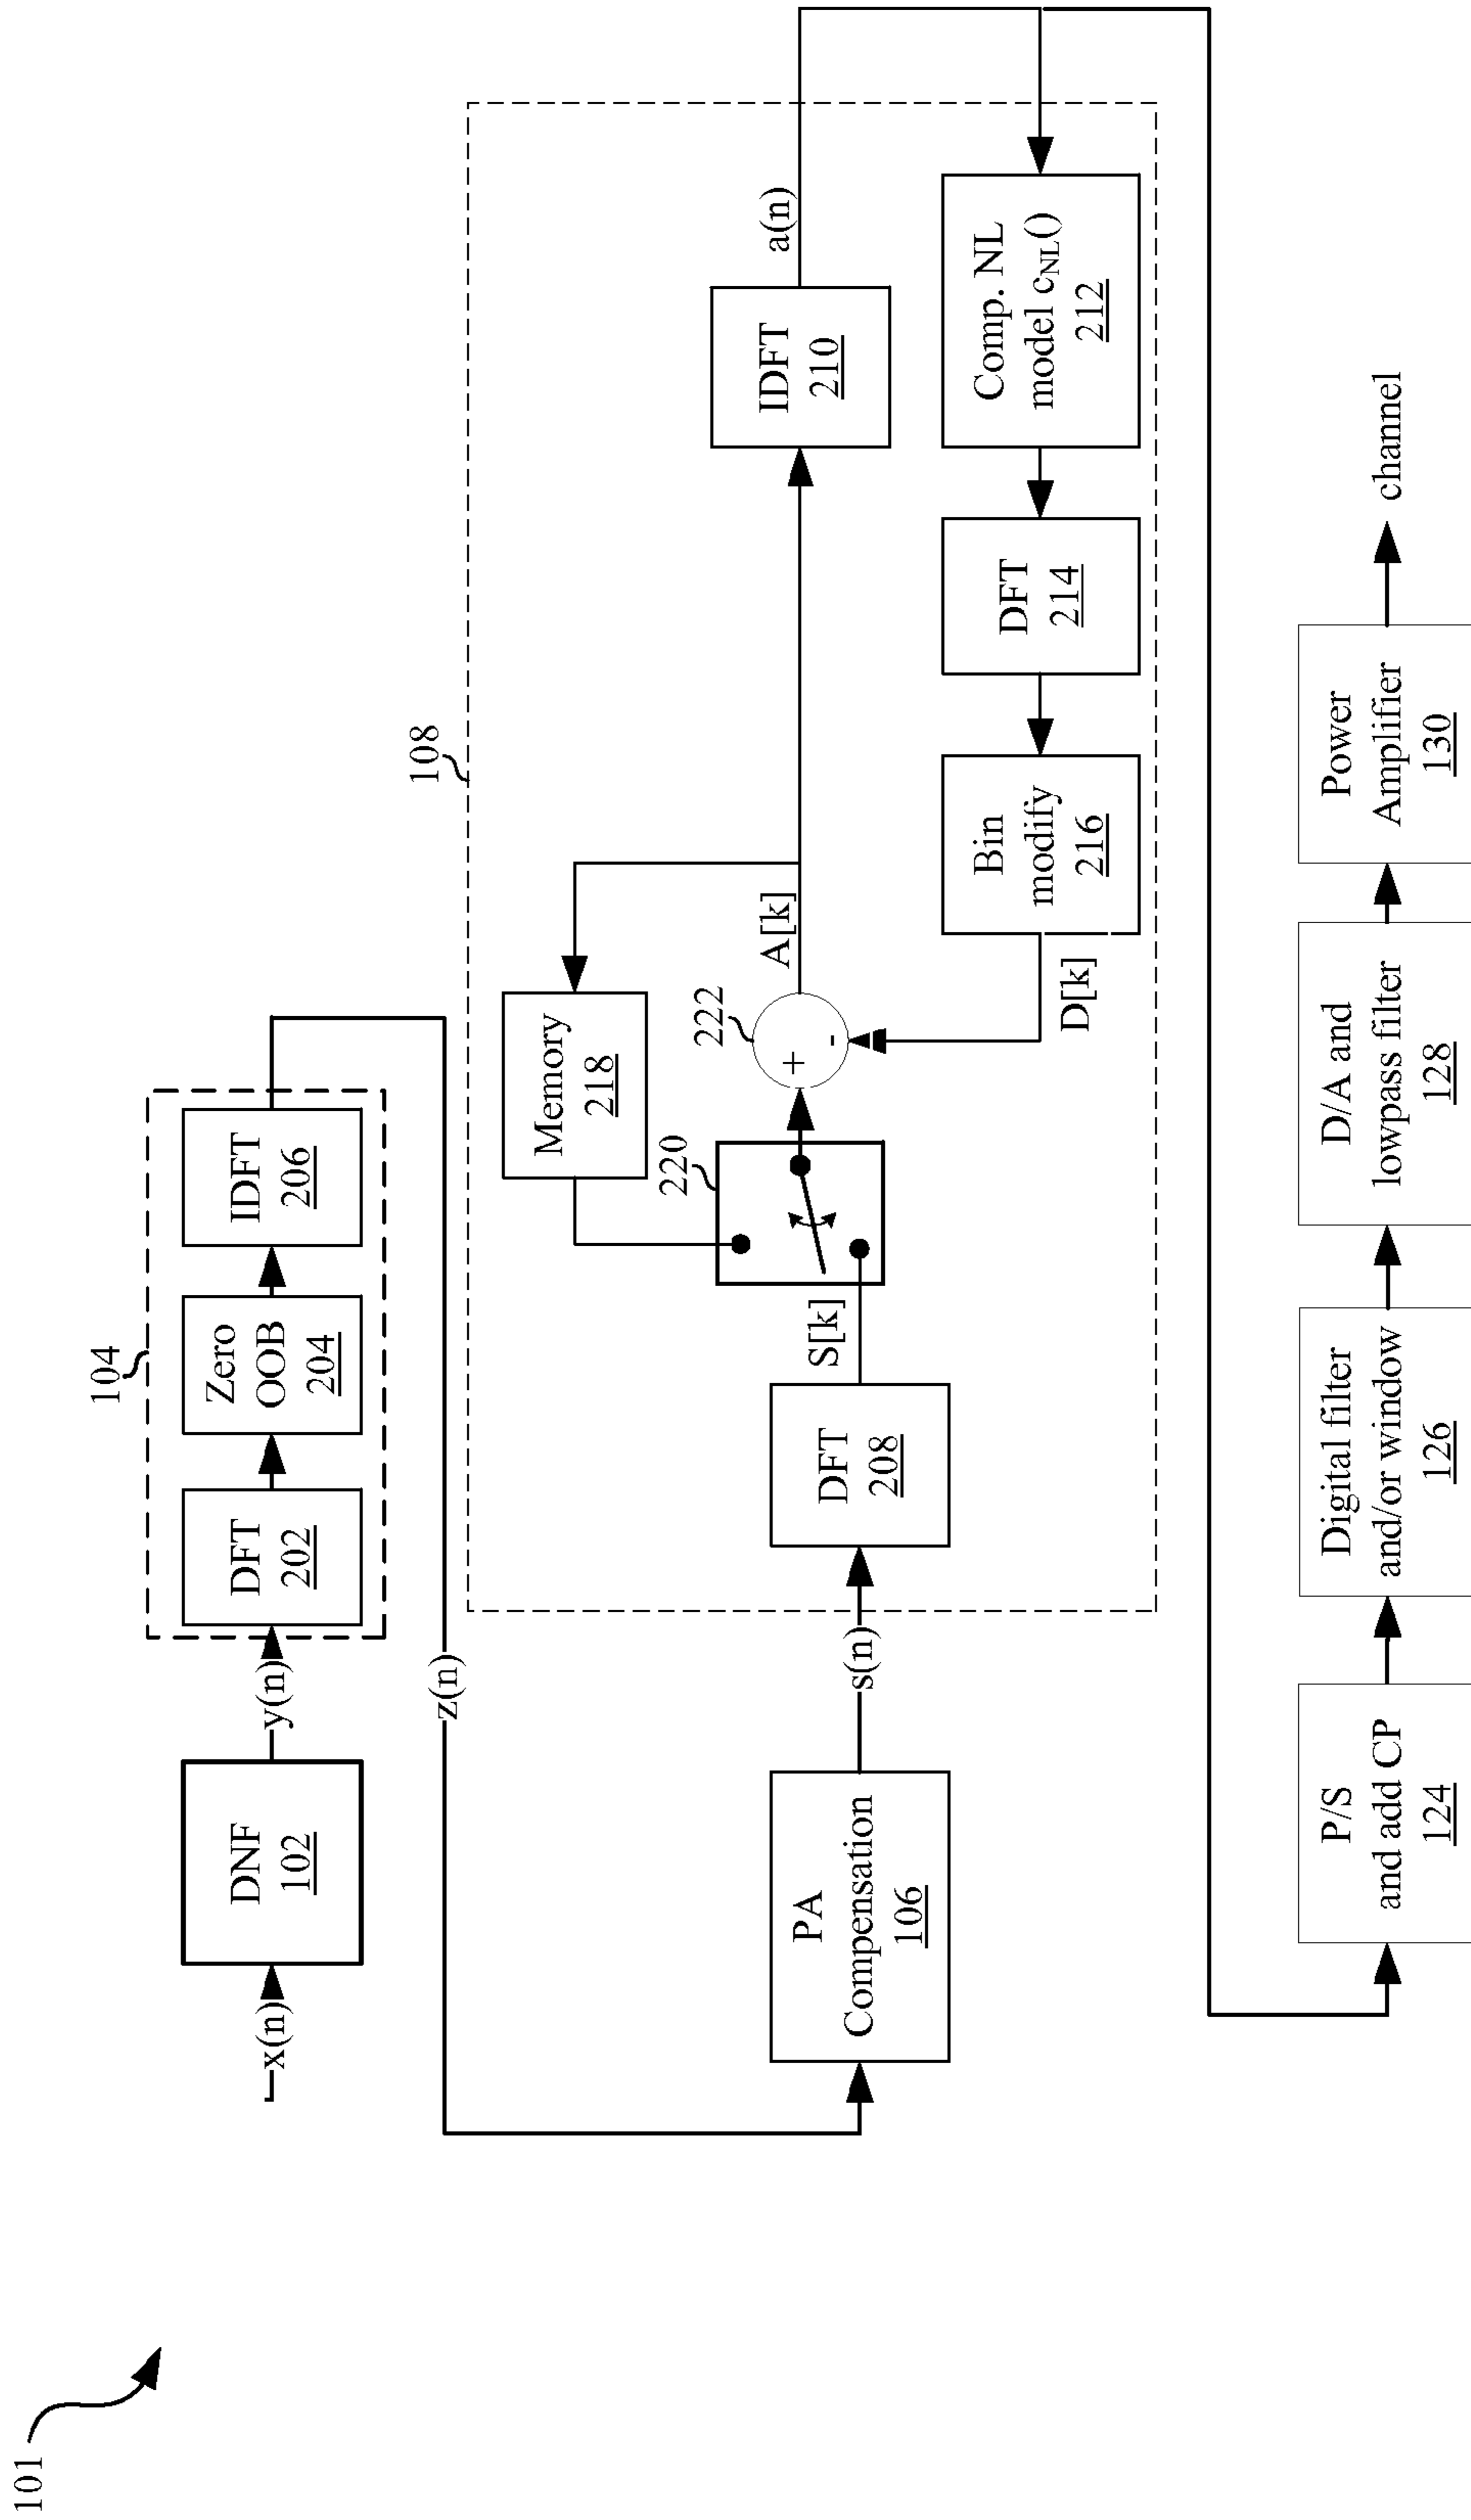 101
104
x(n)
DNF
102
y(n)
DFT
202
Zero
OOB
204
IDFT
206
z(n)
108
PA
Compensation
106
s(n)
DFT
208
S[k]
220
Memory
218
222
+
-
A[k]
IDFT
210
a(n)
D[k]
Bin
modify
216
DFT
214
Comp. NL
model cNL()
212
P/S
and add CP
124
Digital filter
and/or window
126
D/A and
lowpass filter
128
Power
Amplifier
130
channel